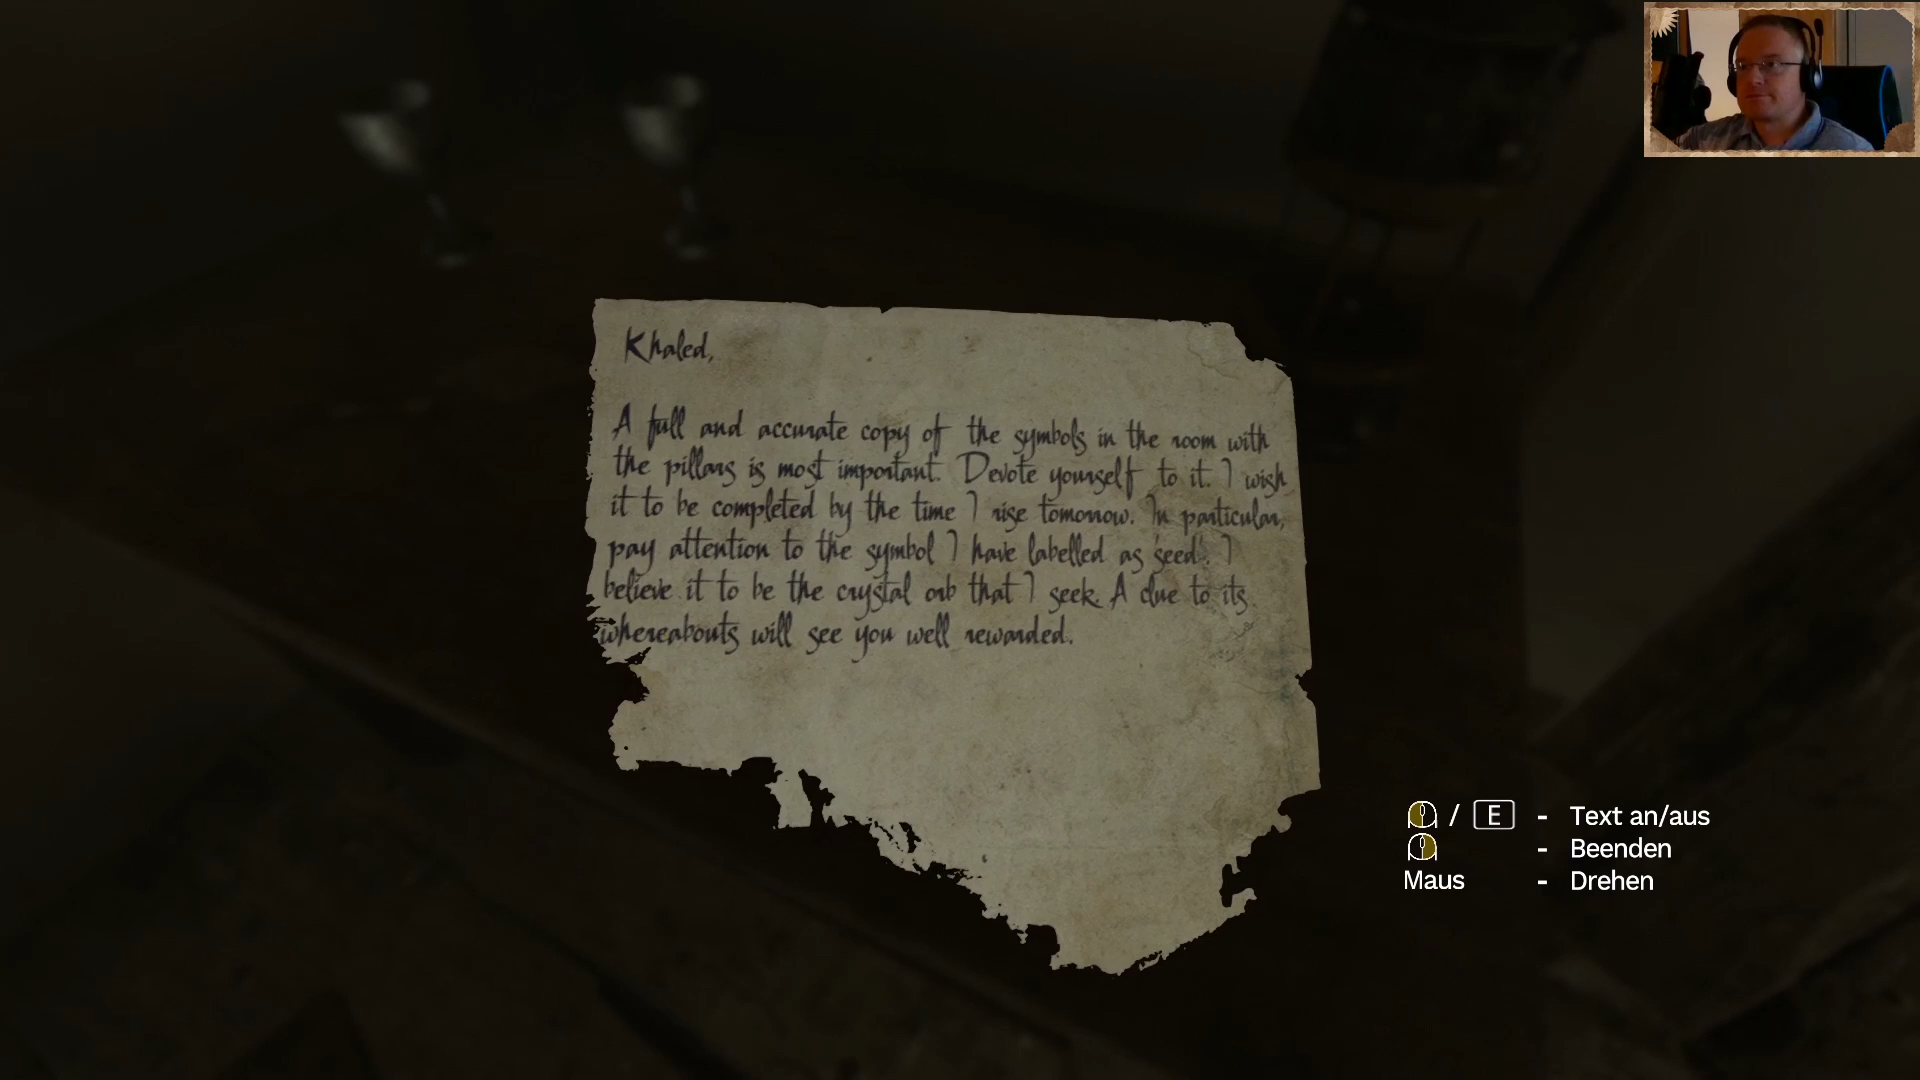 Khaled,
A full and accurate copy of the symbols in the room with
the pillars is most important. Devote yourself to it. I wish
it to be completed by the time I rise tomorrow. In particular,
pay attention to the symbol I have labelled as 'seed'. I
believe it to be the crystal orb that I seek. A clue to its
whereabouts will see you well rewarded.
/ E - Text an/aus
- Beenden
Maus - Drehen